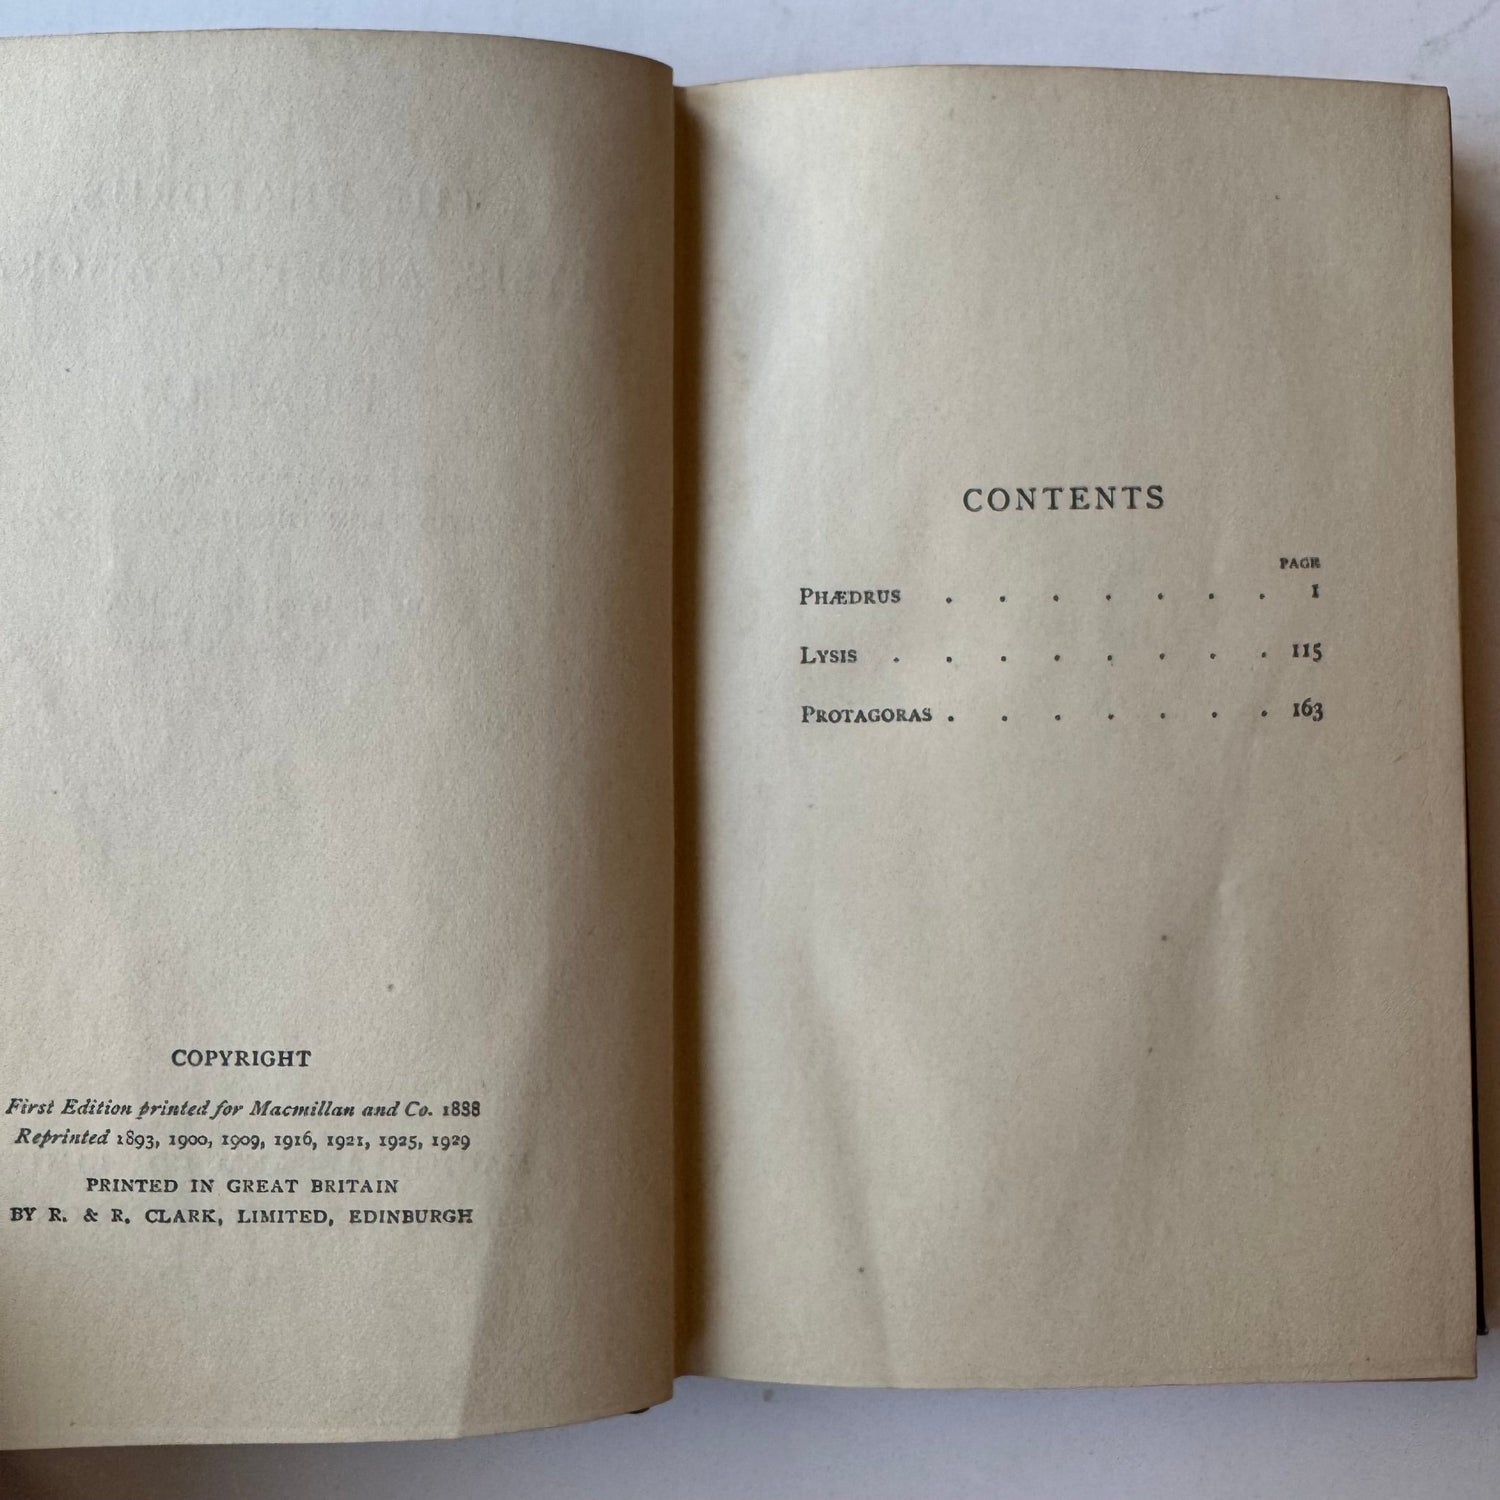 COPYRIGHT
First Edition printed for Macmillan and Co. 1888
Reprinted 1893, 1900, 1909, 1916, 1921, 1925, 1929
PRINTED IN GREAT BRITAIN
BY R. & R. CLARK, LIMITED, EDINBURGH
CONTENTS
PAGE
PHÆDRUS . . . . . . . 1
LYSIS . . . . . . . . 115
PROTAGORAS . . . . . . . 163